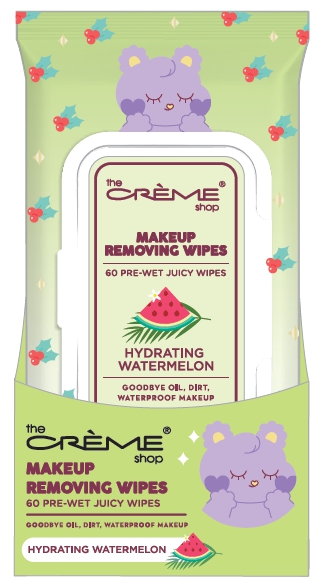 the
CRÈME®
shop
MAKEUP
REMOVING WIPES
60 PRE-WET JUICY WIPES
HYDRATING
WATERMELON
GOODBYE OIL, DIRT,
WATERPROOF MAKEUP
the
CRÈME®
shop
MAKEUP
REMOVING WIPES
60 PRE-WET JUICY WIPES
GOODBYE OIL, DIRT, WATERPROOF MAKEUP
HYDRATING WATERMELON